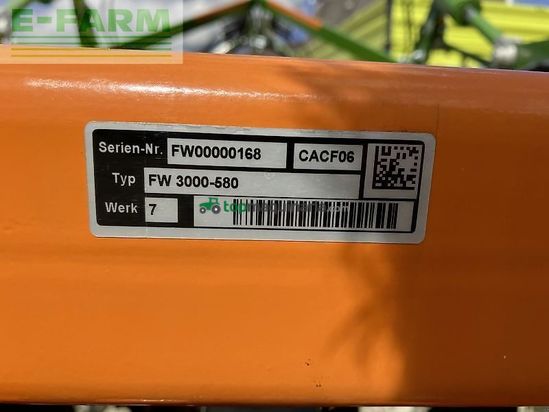 E-FARM
Serien-Nr. FW00000168 CACF06
Typ FW 3000-580
Werk 7